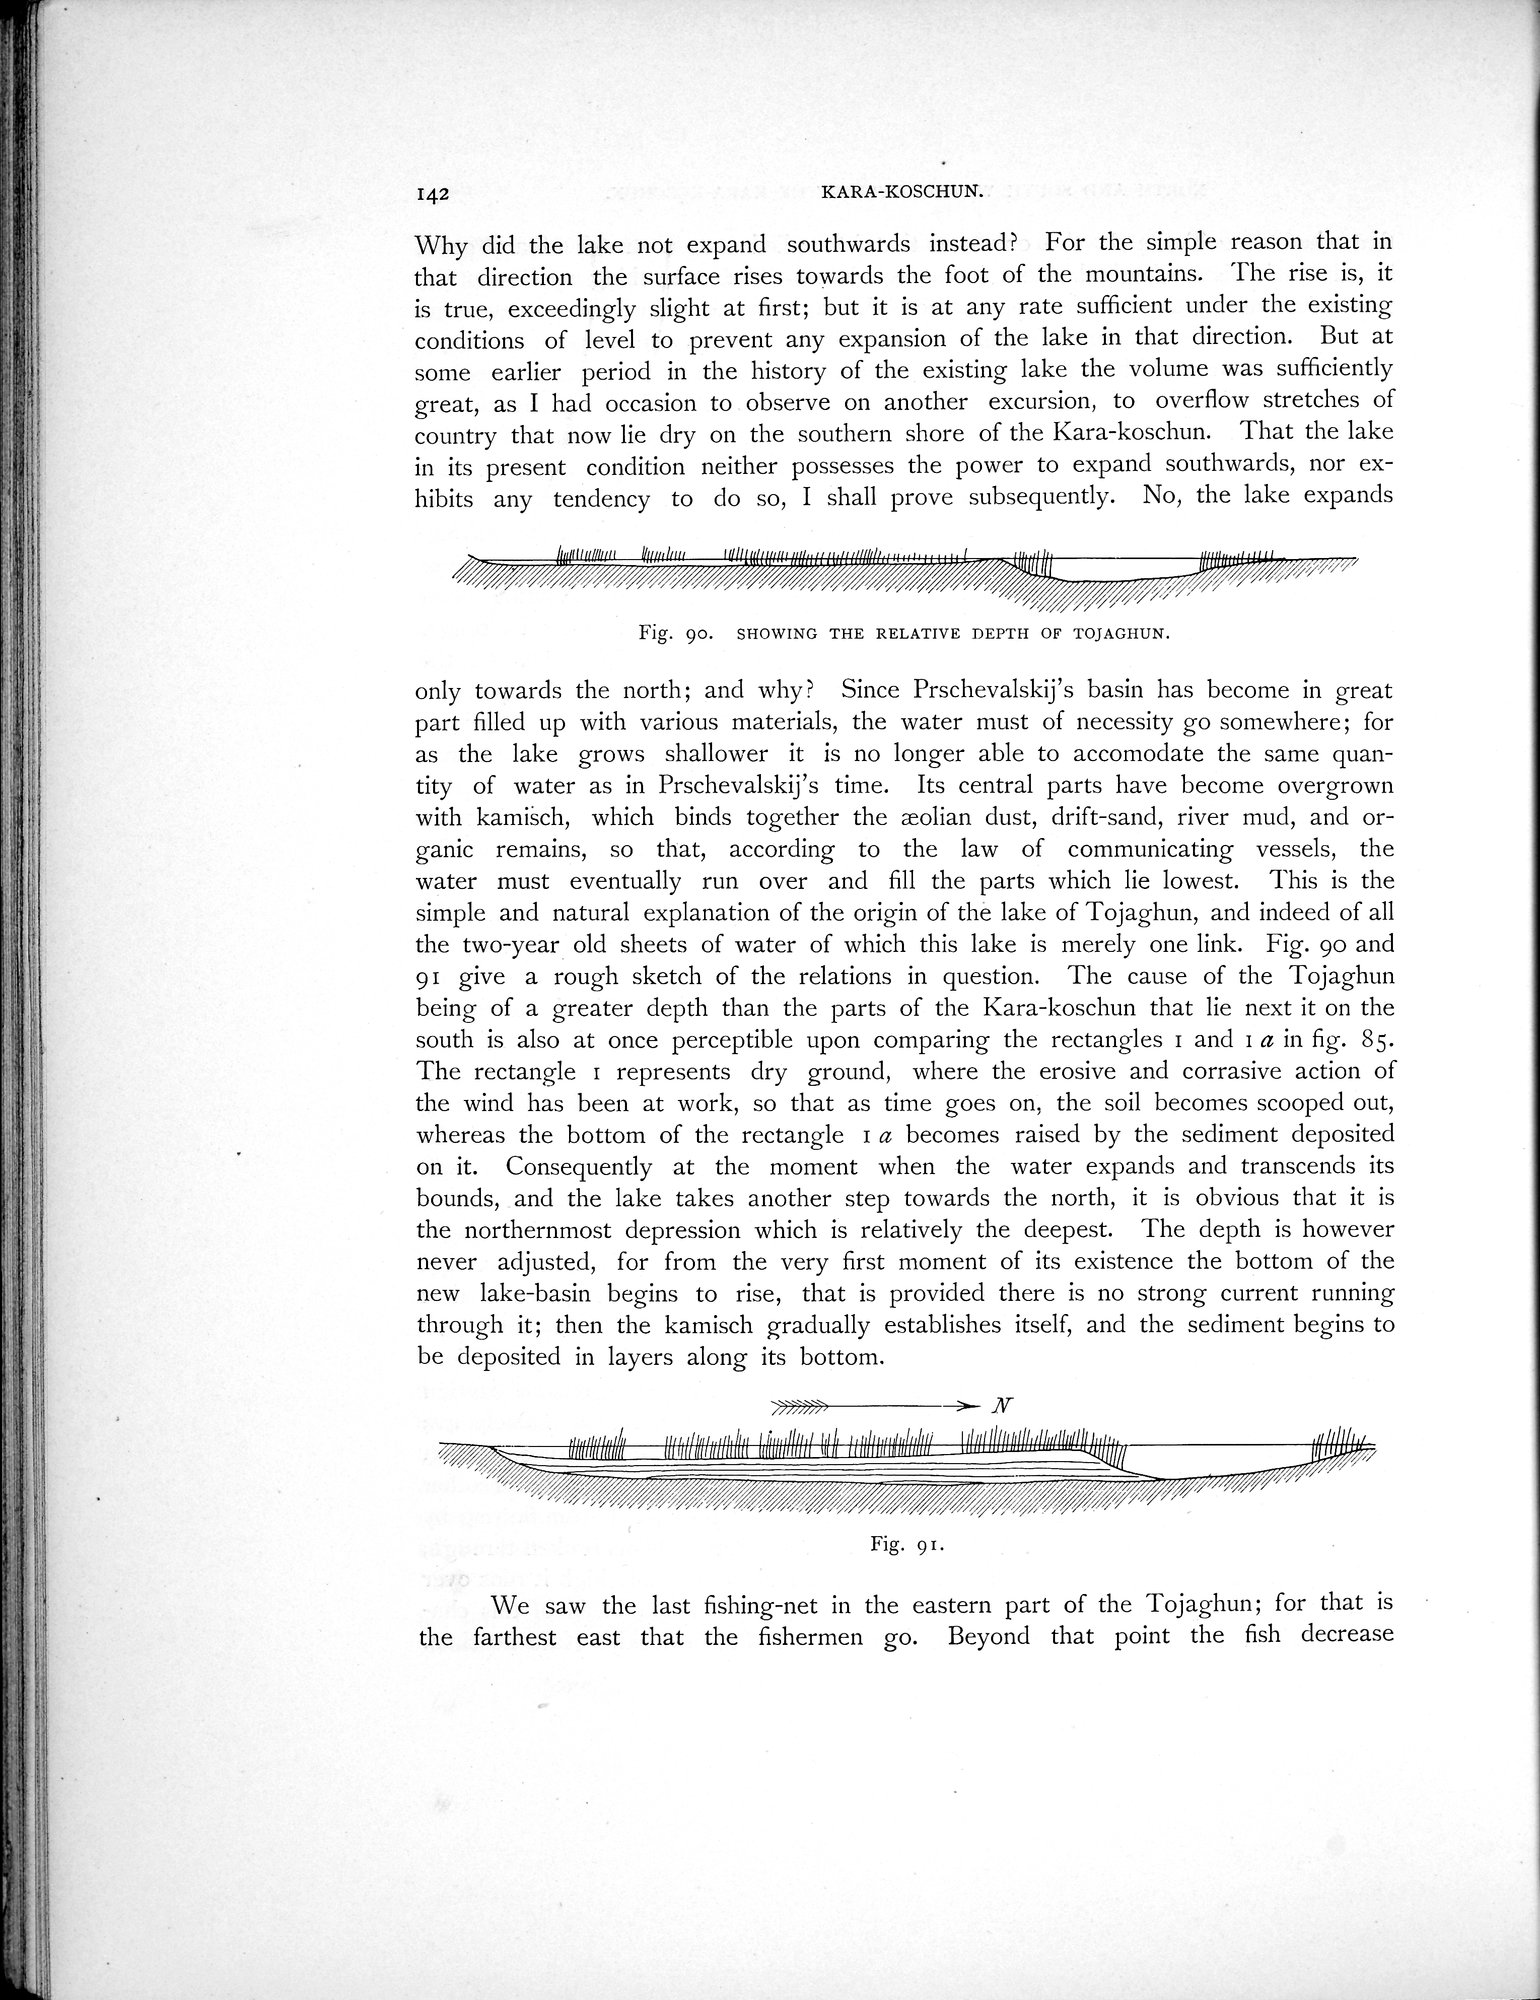 142
KARA-KOSCHUN.
Why did the lake not expand southwards instead? For the simple reason that in
that direction the surface rises towards the foot of the mountains. The rise is, it
is true, exceedingly slight at first; but it is at any rate sufficient under the existing
conditions of level to prevent any expansion of the lake in that direction. But at
some earlier period in the history of the existing lake the volume was sufficiently
great, as I had occasion to observe on another excursion, to overflow stretches of
country that now lie dry on the southern shore of the Kara-koschun. That the lake
in its present condition neither possesses the power to expand southwards, nor ex-
hibits any tendency to do so, I shall prove subsequently. No, the lake expands
Fig. 90. SHOWING THE RELATIVE DEPTH OF TOJAGHUN.
only towards the north; and why? Since Prschevalskij's basin has become in great
part filled up with various materials, the water must of necessity go somewhere; for
as the lake grows shallower it is no longer able to accomodate the same quan-
tity of water as in Prschevalskij's time. Its central parts have become overgrown
with kamisch, which binds together the æolian dust, drift-sand, river mud, and or-
ganic remains, so that, according to the law of communicating vessels, the
water must eventually run over and fill the parts which lie lowest. This is the
simple and natural explanation of the origin of the lake of Tojaghun, and indeed of all
the two-year old sheets of water of which this lake is merely one link. Fig. 90 and
91 give a rough sketch of the relations in question. The cause of the Tojaghun
being of a greater depth than the parts of the Kara-koschun that lie next it on the
south is also at once perceptible upon comparing the rectangles 1 and 1 a in fig. 85.
The rectangle 1 represents dry ground, where the erosive and corrasive action of
the wind has been at work, so that as time goes on, the soil becomes scooped out,
whereas the bottom of the rectangle 1 a becomes raised by the sediment deposited
on it. Consequently at the moment when the water expands and transcends its
bounds, and the lake takes another step towards the north, it is obvious that it is
the northernmost depression which is relatively the deepest. The depth is however
never adjusted, for from the very first moment of its existence the bottom of the
new lake-basin begins to rise, that is provided there is no strong current running
through it; then the kamisch gradually establishes itself, and the sediment begins to
be deposited in layers along its bottom.
N
Fig. 91.
We saw the last fishing-net in the eastern part of the Tojaghun; for that is
the farthest east that the fishermen go. Beyond that point the fish decrease